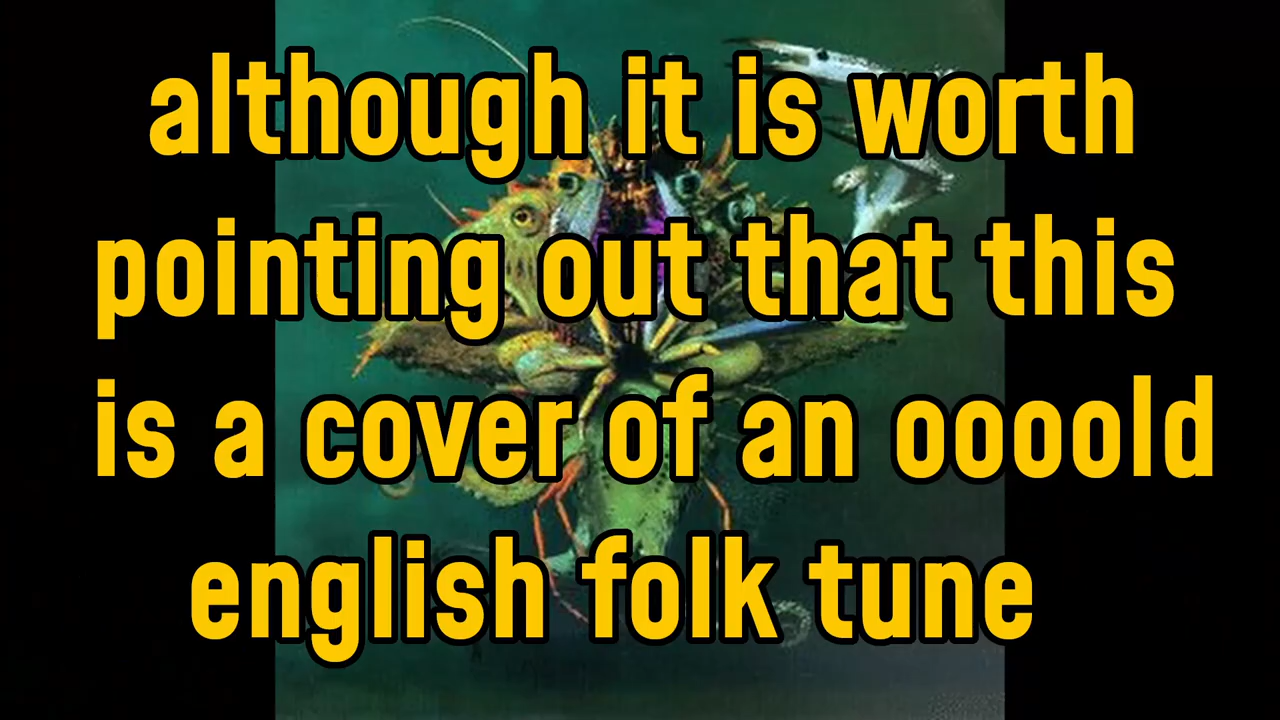 although it is worth
pointing out that this
is a cover of an oooold
english folk tune